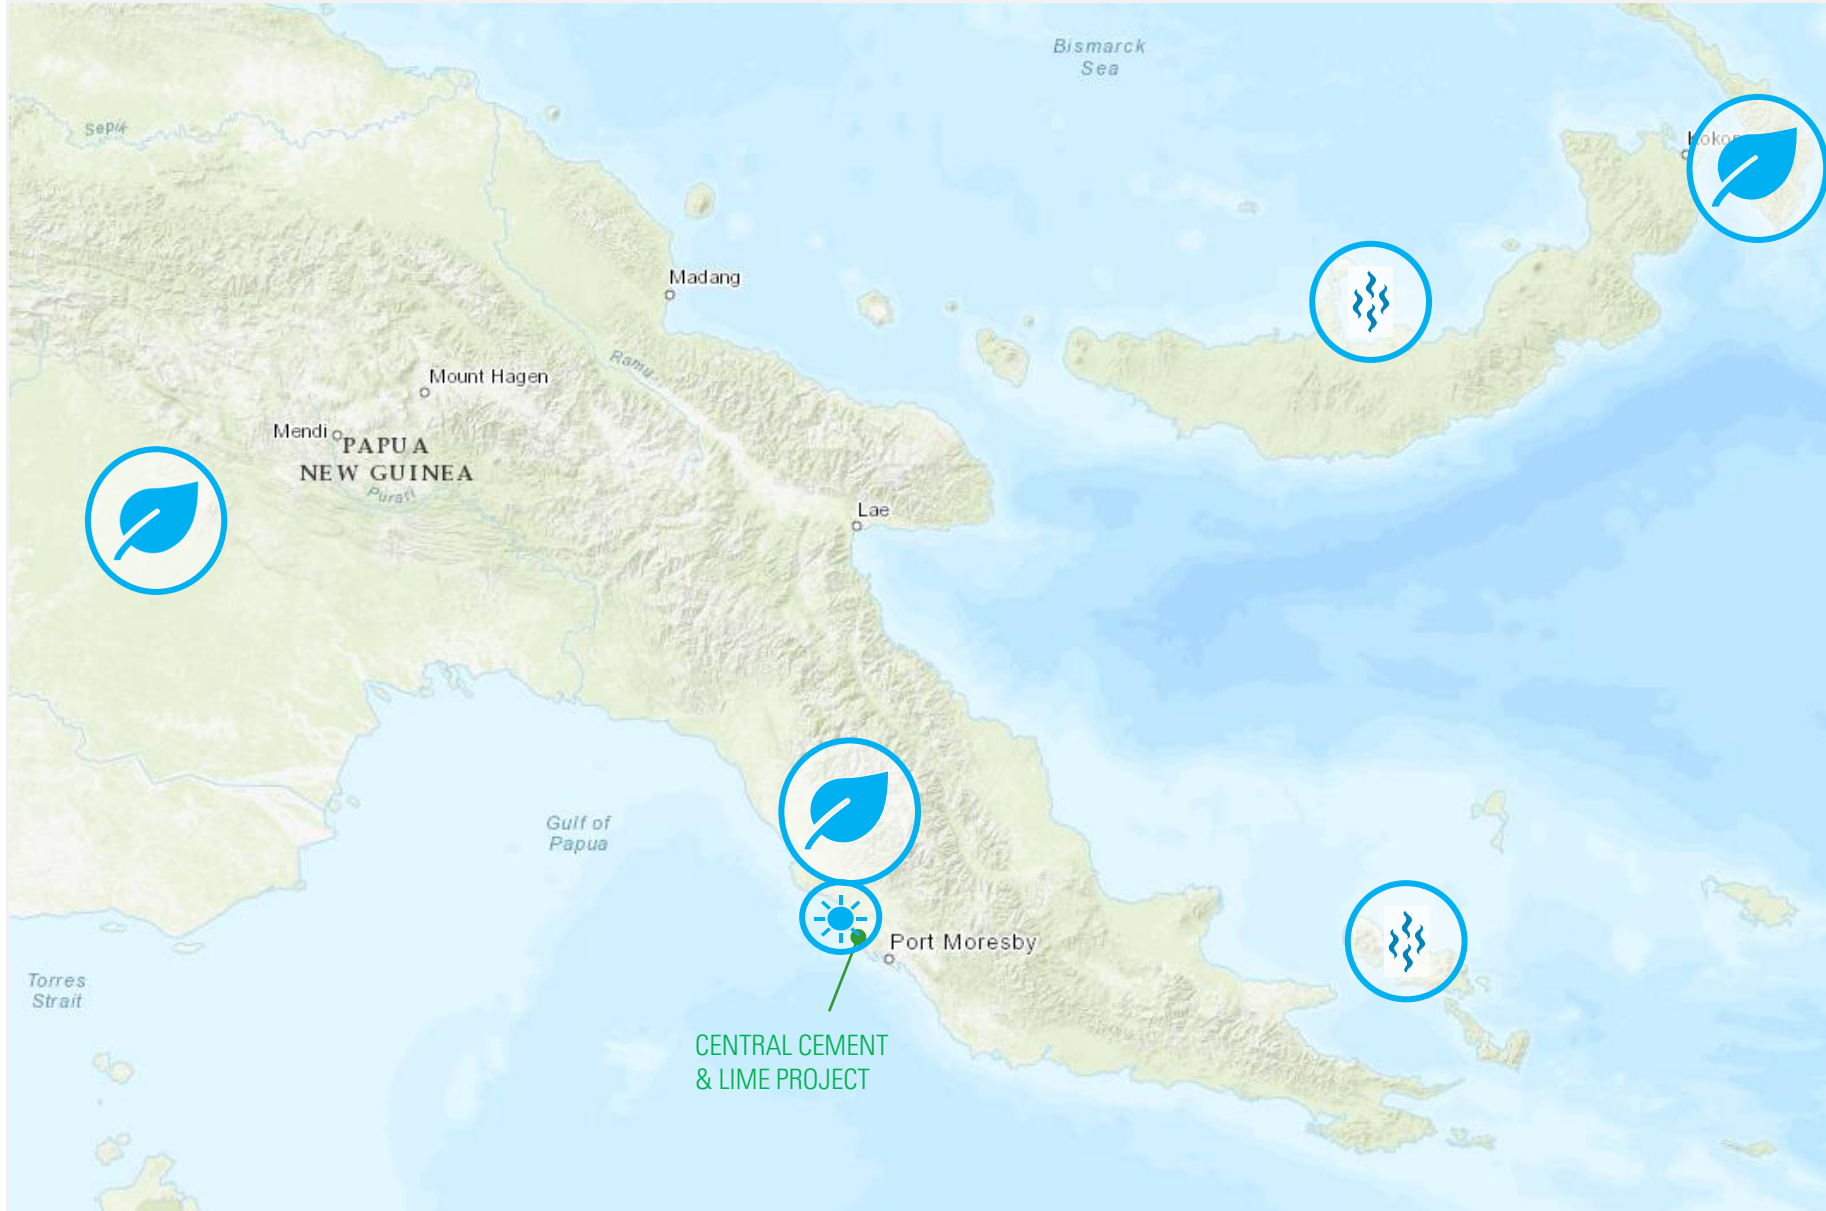 Bismarck
Sea
Sepik
Madang
Ramu
Mount Hagen
Mendi
PAPUA
NEW GUINEA
Purari
Lae
Gulf of
Papua
Port Moresby
Torres
Strait
CENTRAL CEMENT
& LIME PROJECT